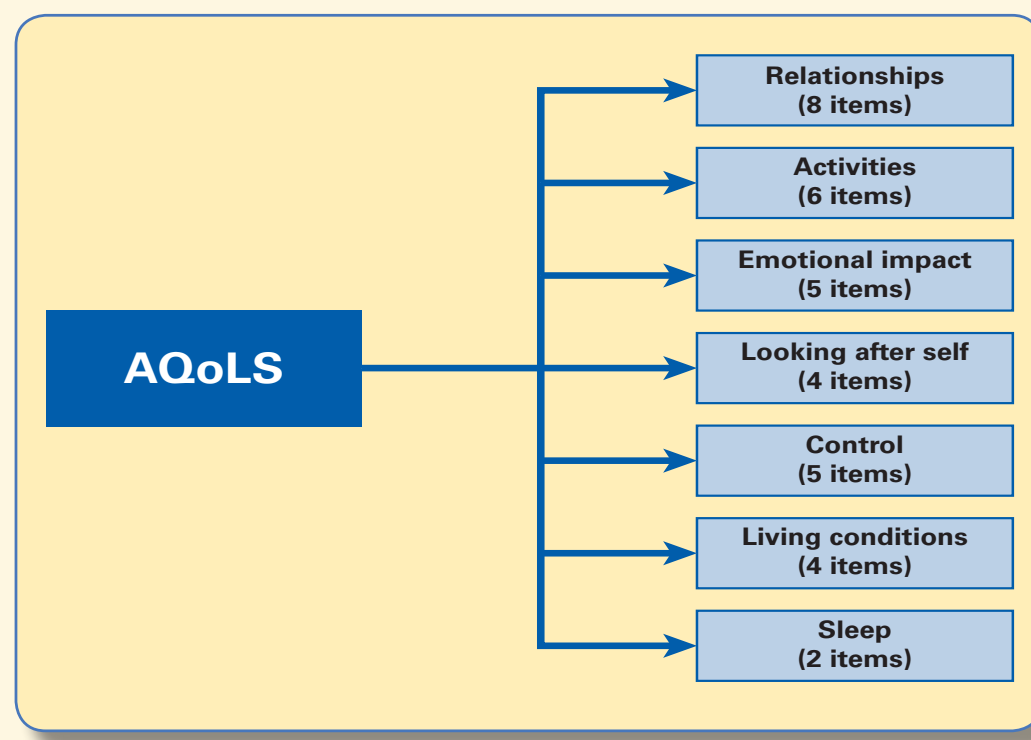 AQoLS
Relationships
(8 items)
Activities
(6 items)
Emotional impact
(5 items)
Looking after self
(4 items)
Control
(5 items)
Living conditions
(4 items)
Sleep
(2 items)